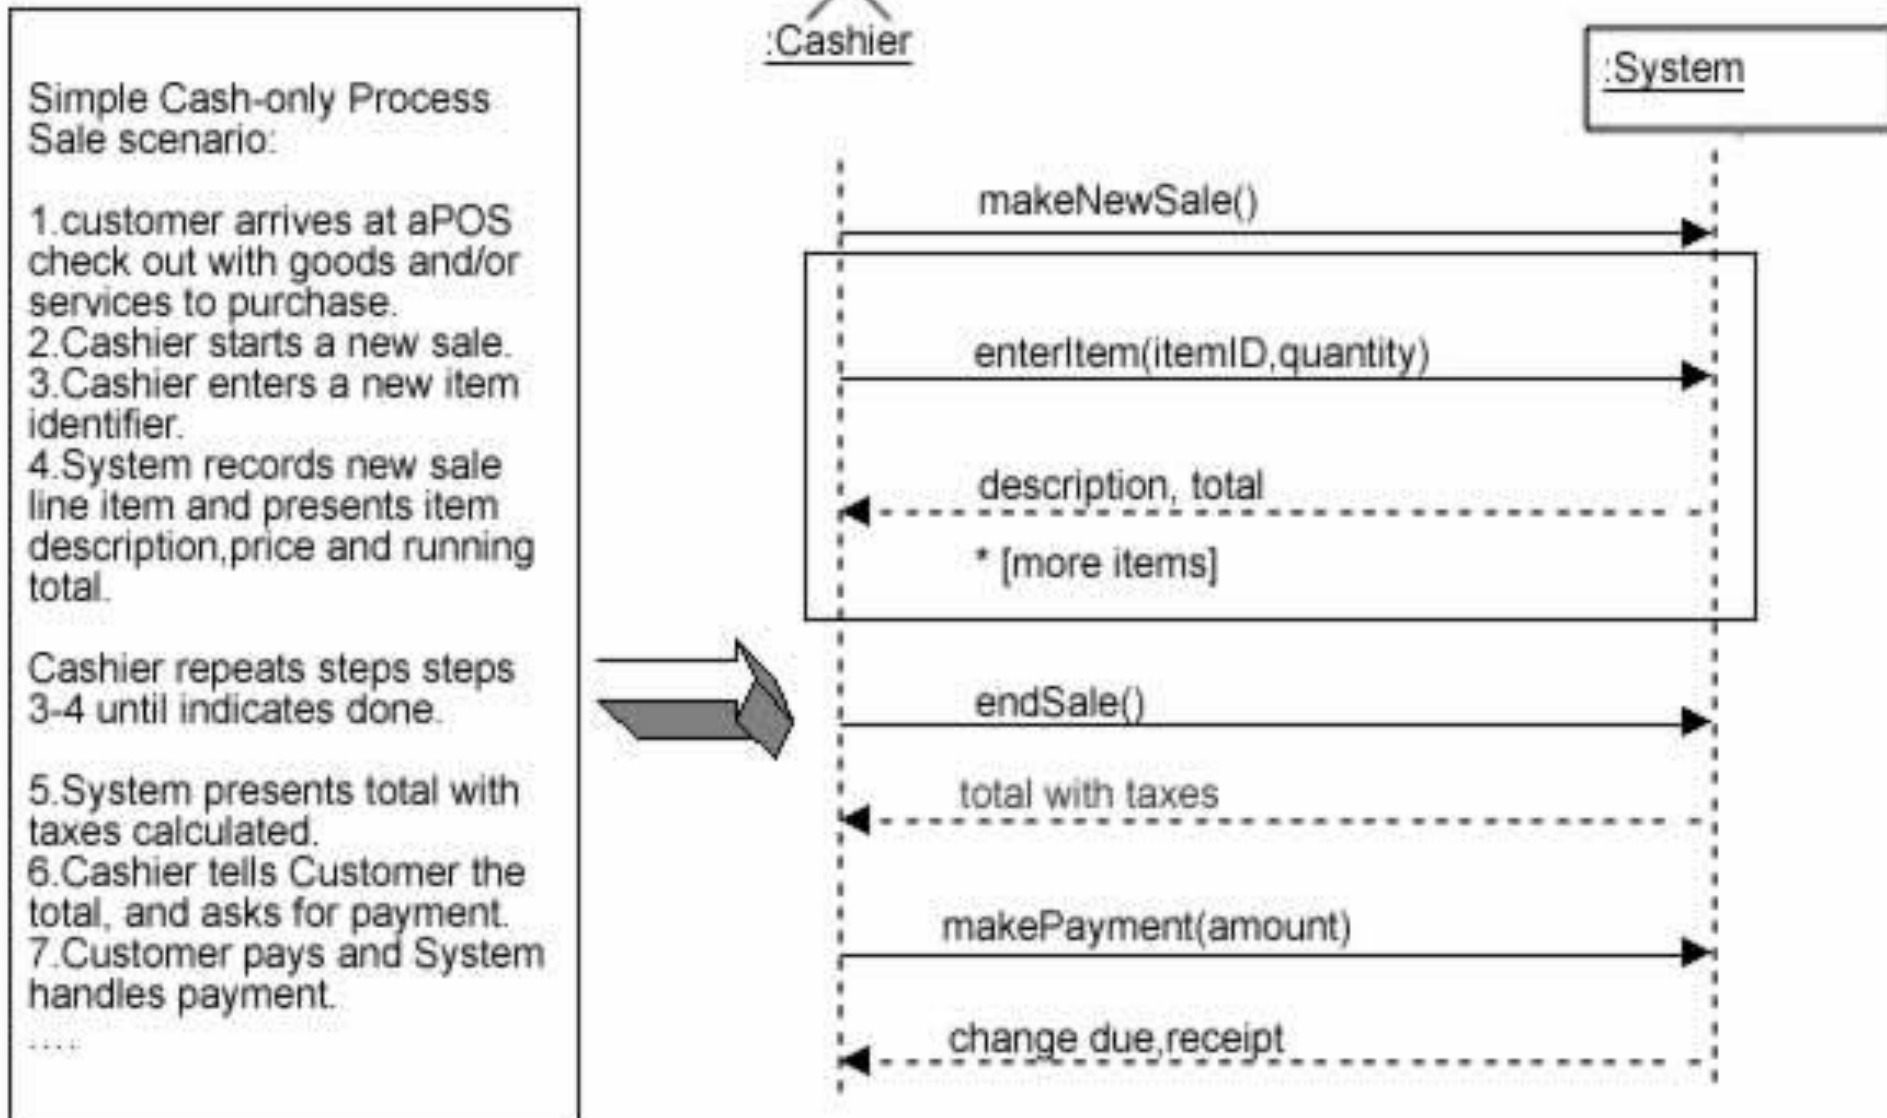 Simple Cash-only Process
Sale scenario:
1.customer arrives at aPOS
check out with goods and/or
services to purchase.
2.Cashier starts a new sale.
3.Cashier enters a new item
identifier.
4.System records new sale
line item and presents item
description,price and running
total.
Cashier repeats steps steps
3-4 until indicates done.
5.System presents total with
taxes calculated.
6.Cashier tells Customer the
total, and asks for payment.
7.Customer pays and System
handles payment.
....
:Cashier
:System
makeNewSale()
enterItem(itemID,quantity)
description, total
* [more items]
endSale()
total with taxes
makePayment(amount)
change due,receipt